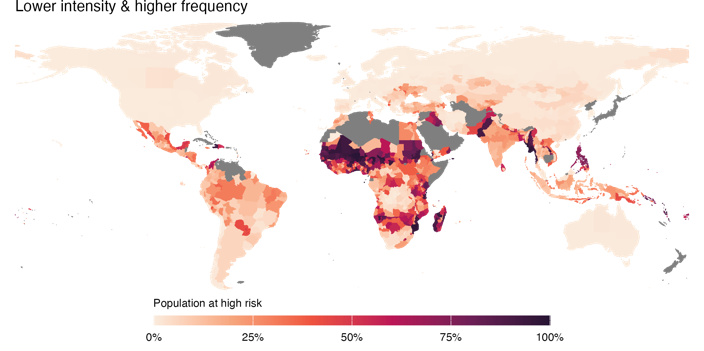 Lower intensity & higher frequency
Population at high risk
0% 25% 50% 75% 100%